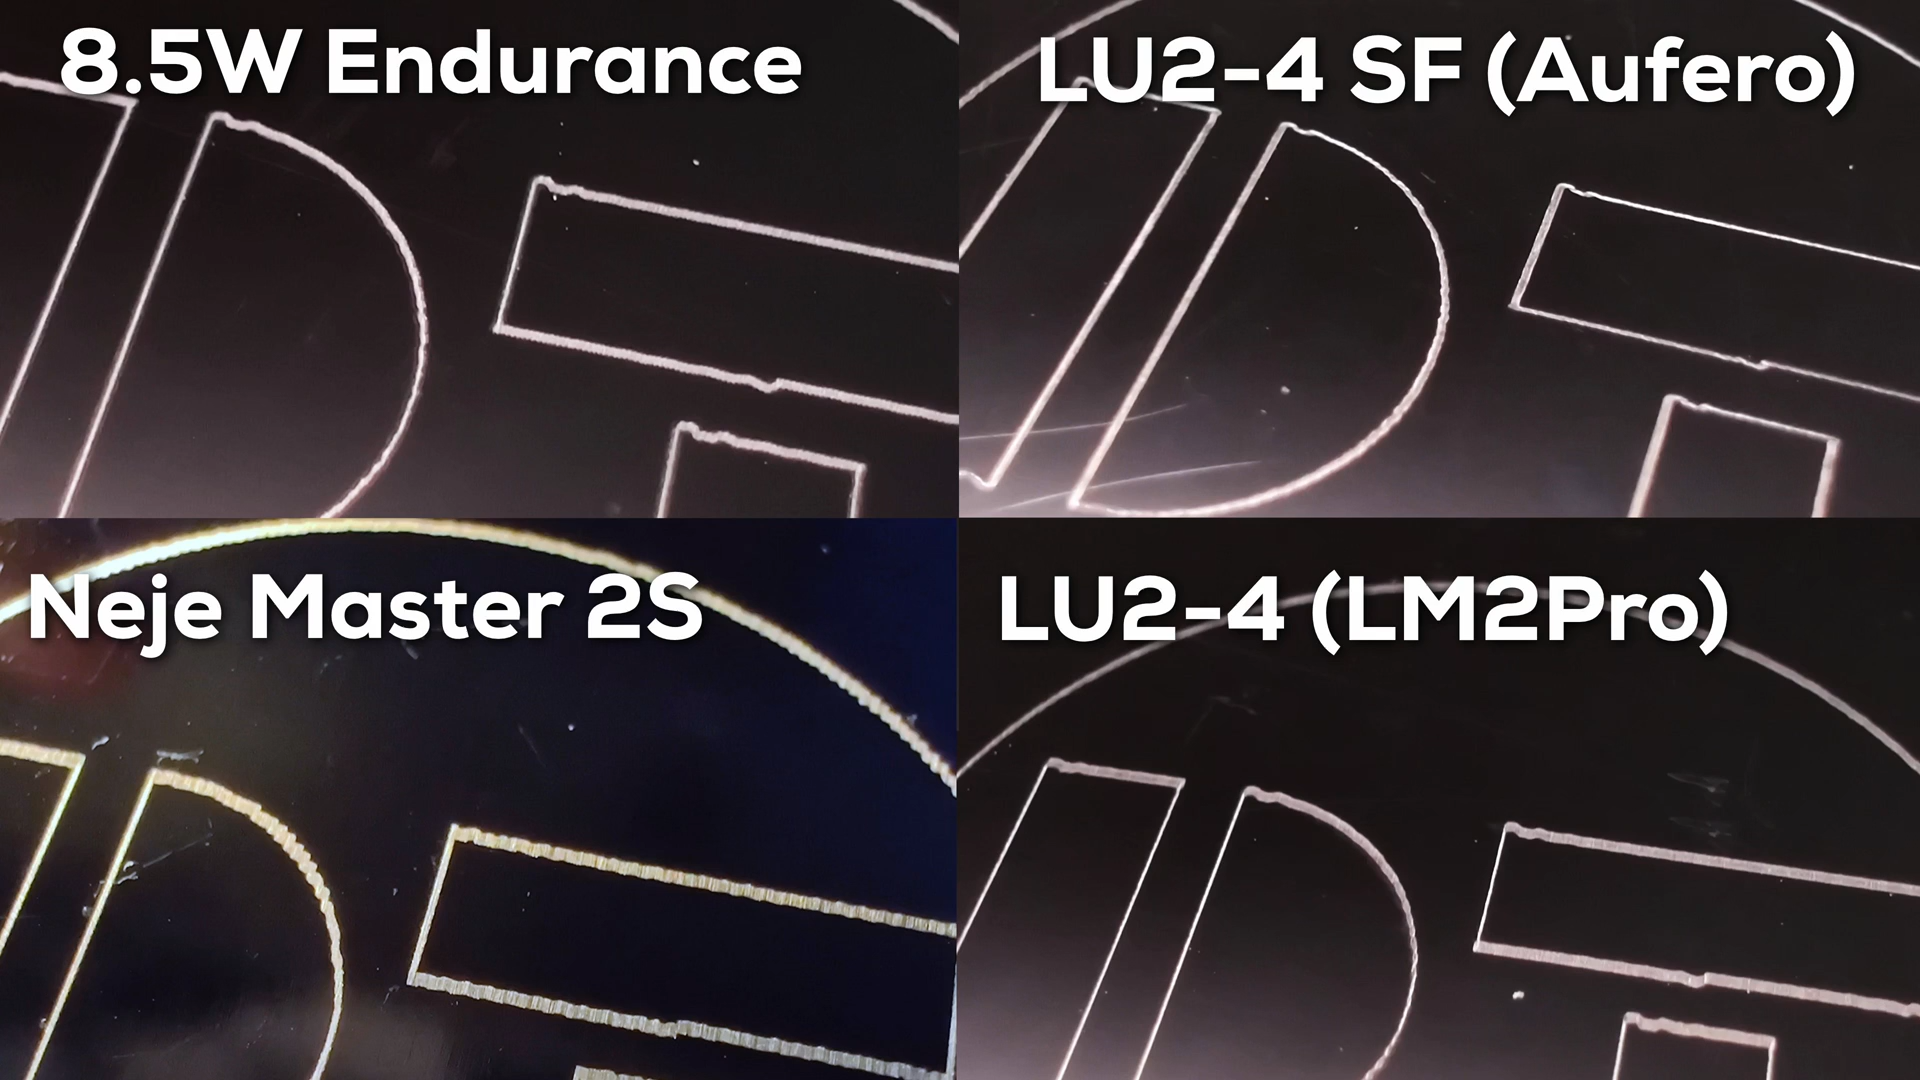 8.5W Endurance
LU2-4 SF (Aufero)
Neje Master 2S
LU2-4 (LM2Pro)